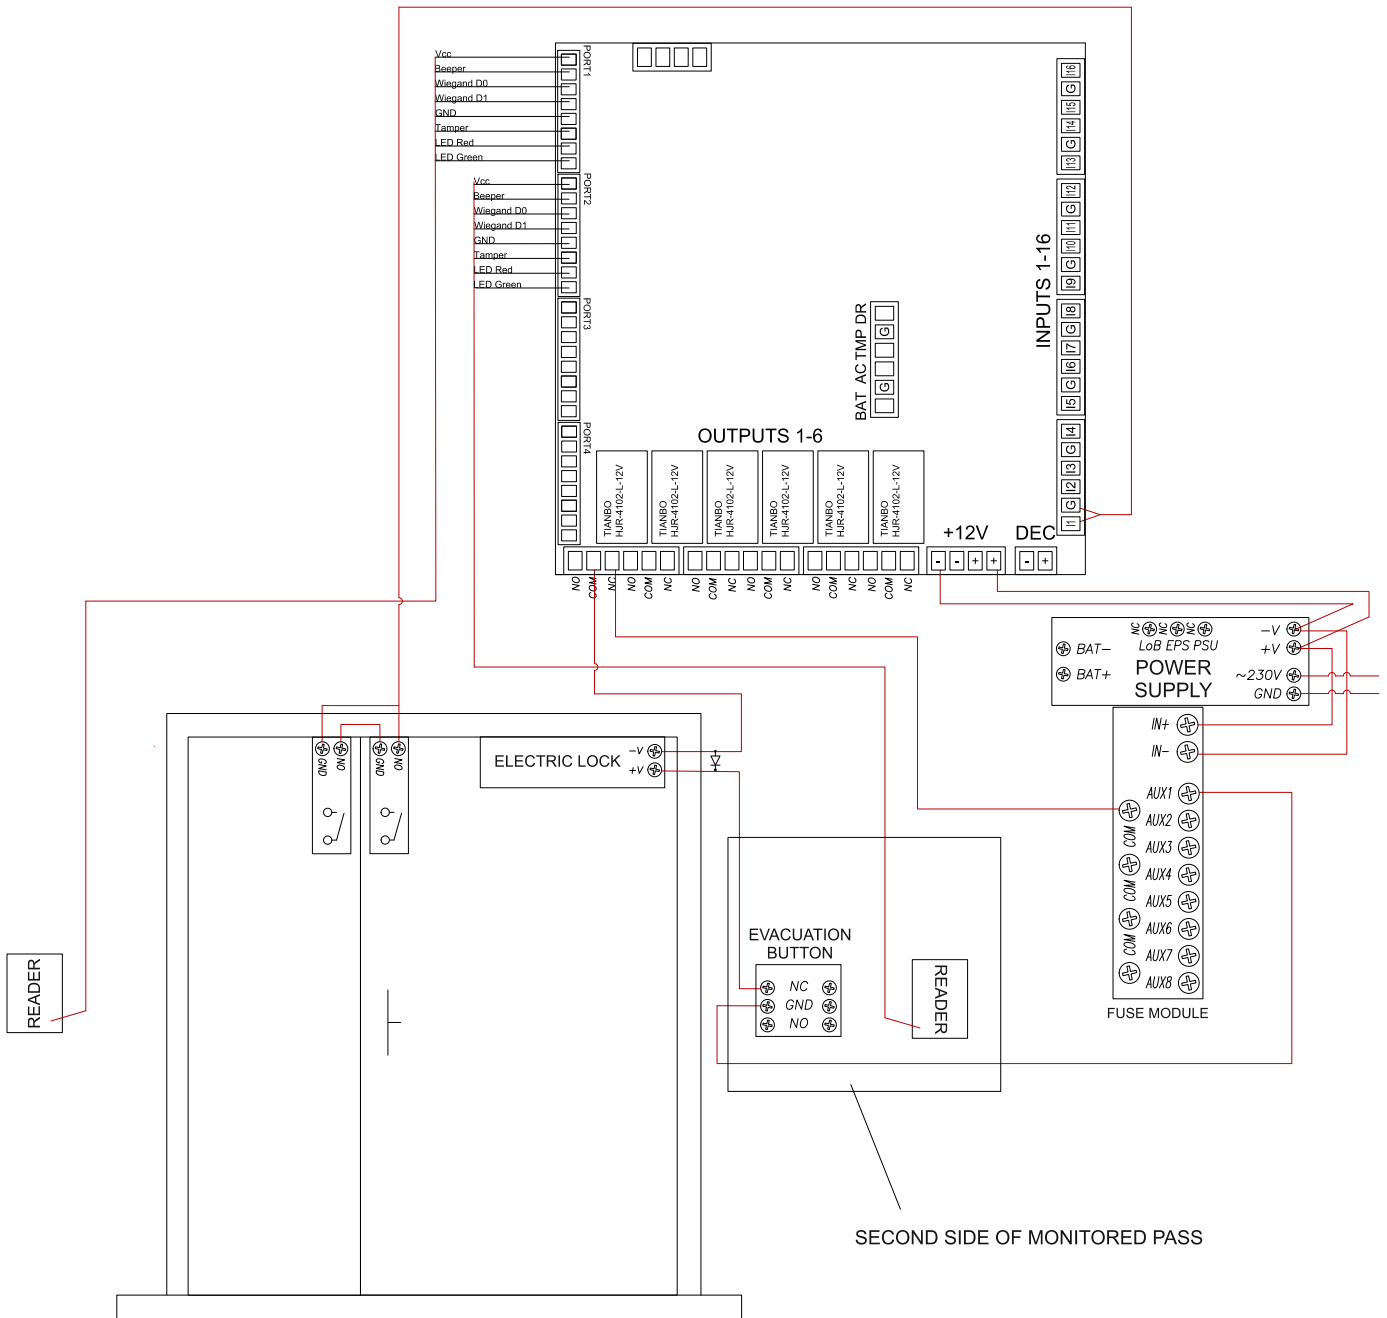 Vcc
Beeper
Wiegand D0
Wiegand D1
GND
Tamper
LED Red
LED Green
PORT1
Vcc
Beeper
Wiegand D0
Wiegand D1
GND
Tamper
LED Red
LED Green
PORT2
PORT3
PORT4
I16
G
I15
I14
G
I13
I12
G
I11
I10
G
I9
I8
G
I7
I6
G
I5
I4
G
I3
I2
G
I1
INPUTS 1-16
BAT AC TMP DR
G
G
OUTPUTS 1-6
TIANBO
HJR-4102-L-12V
TIANBO
HJR-4102-L-12V
TIANBO
HJR-4102-L-12V
TIANBO
HJR-4102-L-12V
TIANBO
HJR-4102-L-12V
TIANBO
HJR-4102-L-12V
+12V
DEC
- - + +
- +
NO COM NC NO COM NC
NO COM NC NO COM NC
NO COM NC NO COM NC
NC NC NC
LoB EPS PSU
BAT-
BAT+
POWER
SUPPLY
-V
+V
~230V
GND
IN+
IN-
AUX1
AUX2
AUX3
AUX4
AUX5
AUX6
AUX7
AUX8
COM
COM
COM
FUSE MODULE
GND NO
GND NO
ELECTRIC LOCK
-V
+V
READER
EVACUATION
BUTTON
NC
GND
NO
READER
SECOND SIDE OF MONITORED PASS